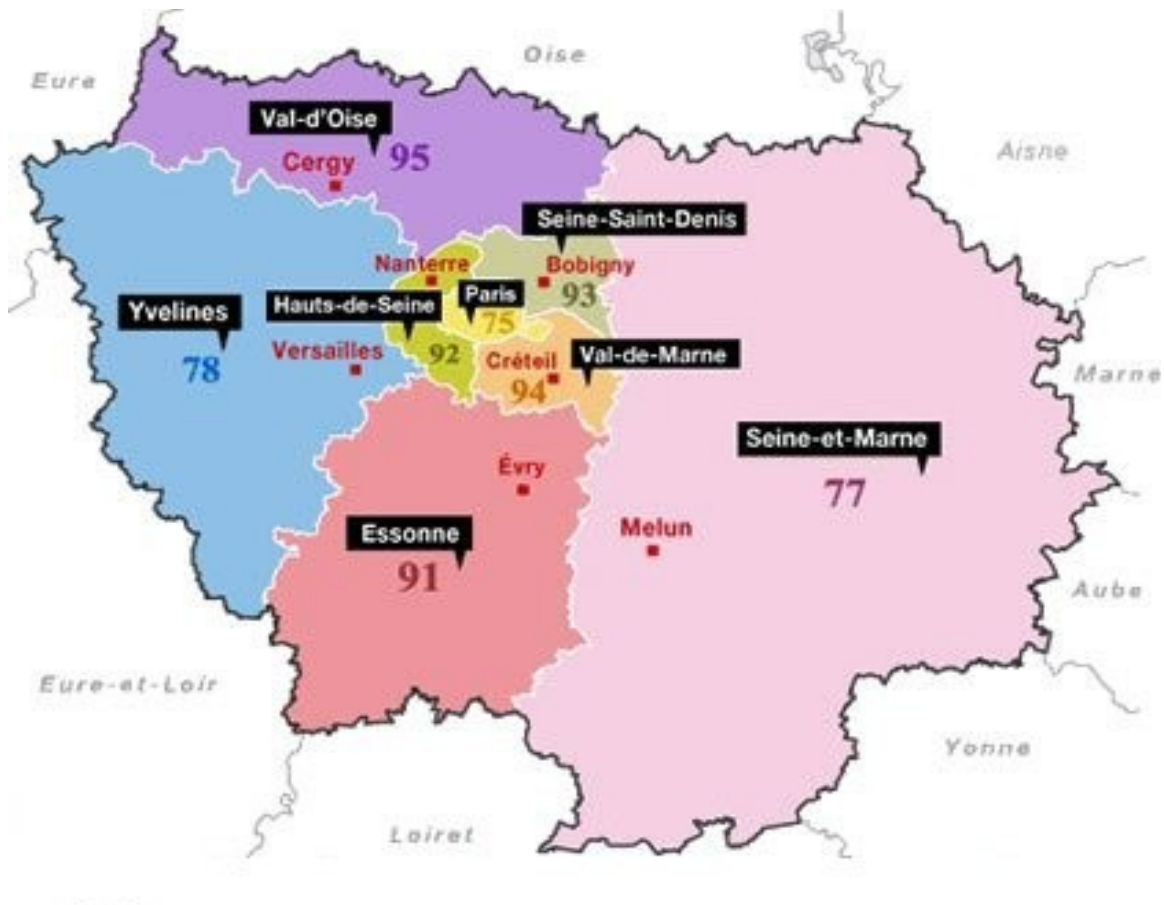 Oise
Eure
Val-d'Oise
95
Cergy
Aisne
Seine-Saint-Denis
Nanterre
Bobigny
93
Paris
75
Hauts-de-Seine
Yvelines
78
Versailles
92
Créteil
94
Val-de-Marne
Marne
Seine-et-Marne
77
Évry
Melun
Essonne
91
Aube
Eure-et-Loir
Yonne
Loiret